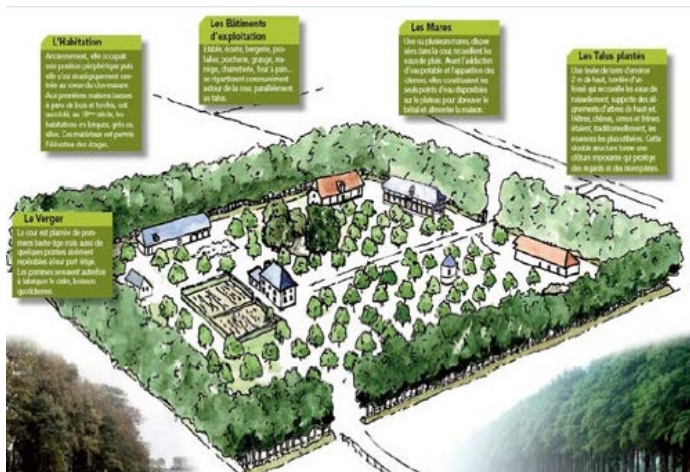 L'Habitation
Anciennement, elle occupait
une position périphérique puis
elle s'est stratégiquement cen-
trée au coeur du clos-masure.
Aux premières maisons basses
à pans de bois et torchis, ont
succédé, au 18ème siècle, les
habitations en briques, grès ou
silex. Ces matériaux ont permis
l'élévation des étages.
Les Bâtiments
d'exploitation
Etable, écurie, bergerie, pou-
lailler, porcherie, grange, ma-
nège, charretterie, four à pain...
se répartissent communément
autour de la cour, parallèlement
au talus.
Les Mares
Une ou plusieurs mares, disper-
sées dans la cour, recueillent les
eaux de pluie. Avant l'adduction
d'eau potable et l'apparition des
citernes, elles constituaient les
seuls points d'eau disponibles
sur le plateau pour abreuver le
bétail et alimenter la maison.
Les Talus plantés
Une levée de terre d'environ
2 m de haut, bordée d'un
fossé qui recueille les eaux de
ruissellement, supporte des ali-
gnements d'arbres de haut-jet.
Hêtres, chênes, ormes et frênes
étaient, traditionnellement, les
essences les plus utilisées. Cette
double structure forme une
clôture imposante qui protège
des regards et des intempéries.
Le Verger
La cour est plantée de pom-
miers haute-tige mais aussi de
quelques poiriers aisément
repérables à leur port érigé.
Les pommes servaient autrefois
à fabriquer le cidre, boisson
quotidienne.